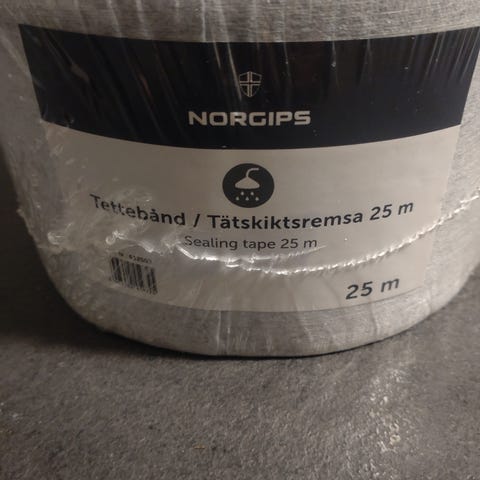 NORGIPS
Tettebånd / Tätskiktsremsa 25 m
Sealing tape 25 m
25 m